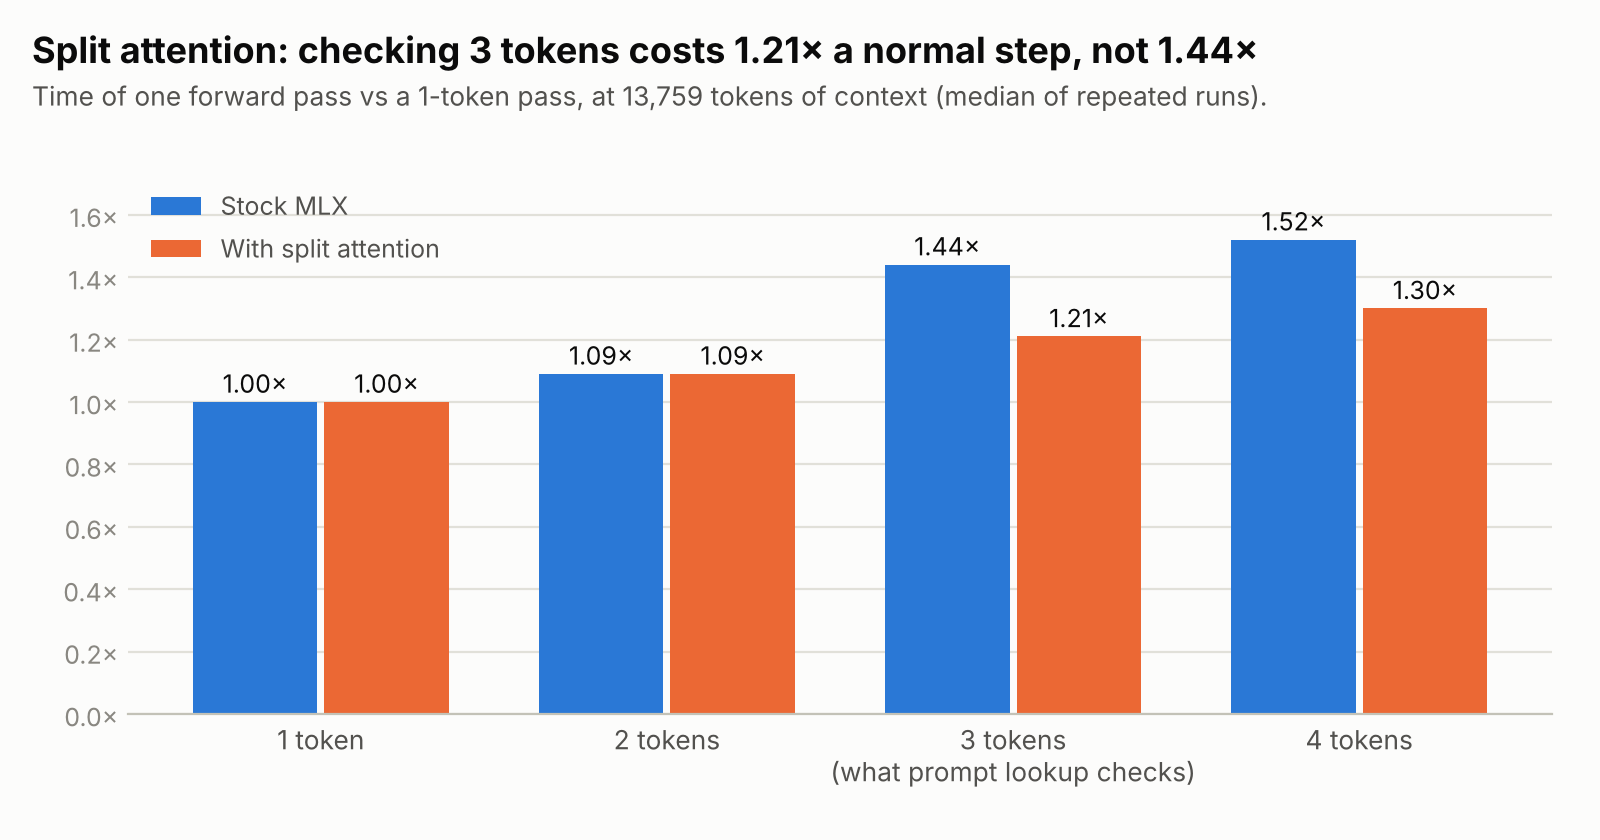 Split attention: checking 3 tokens costs 1.21× a normal step, not 1.44×
Time of one forward pass vs a 1-token pass, at 13,759 tokens of context (median of repeated runs).
Stock MLX
With split attention
1.6×
1.4×
1.2×
1.0×
0.8×
0.6×
0.4×
0.2×
0.0×
1.00×
1.00×
1.09×
1.09×
1.44×
1.21×
1.52×
1.30×
1 token
2 tokens
3 tokens
(what prompt lookup checks)
4 tokens